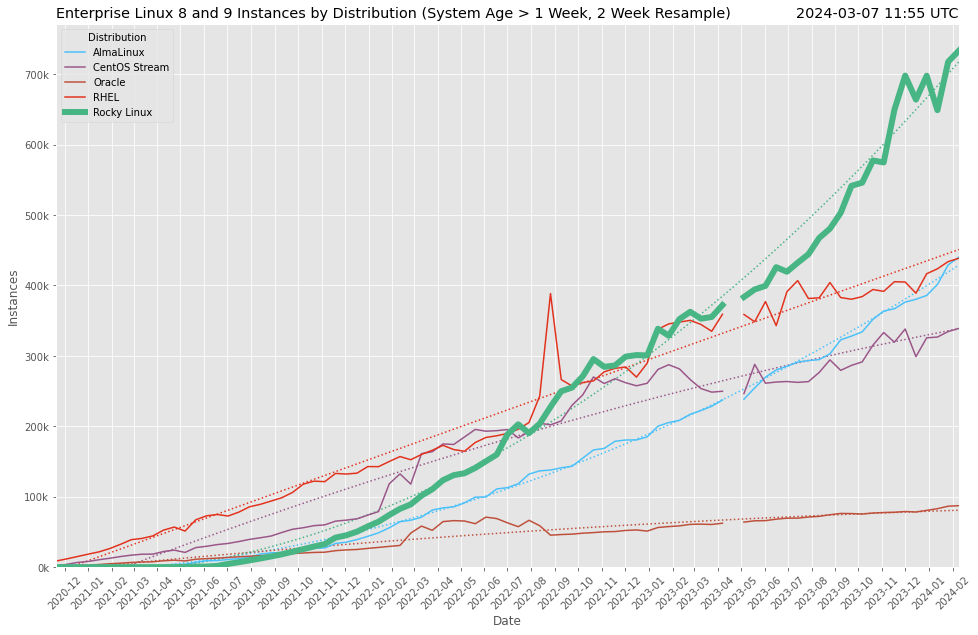 Enterprise Linux 8 and 9 Instances by Distribution (System Age > 1 Week, 2 Week Resample) 2024-03-07 11:55 UTC
Distribution
AlmaLinux
CentOS Stream
Oracle
RHEL
Rocky Linux
Instances
700k
600k
500k
400k
300k
200k
100k
0k
2020-12 2021-01 2021-02 2021-03 2021-04 2021-05 2021-06 2021-07 2021-08 2021-09 2021-10 2021-11 2021-12 2022-01 2022-02 2022-03 2022-04 2022-05 2022-06 2022-07 2022-08 2022-09 2022-10 2022-11 2022-12 2023-01 2023-02 2023-03 2023-04 2023-05 2023-06 2023-07 2023-08 2023-09 2023-10 2023-11 2023-12 2024-01 2024-02
Date